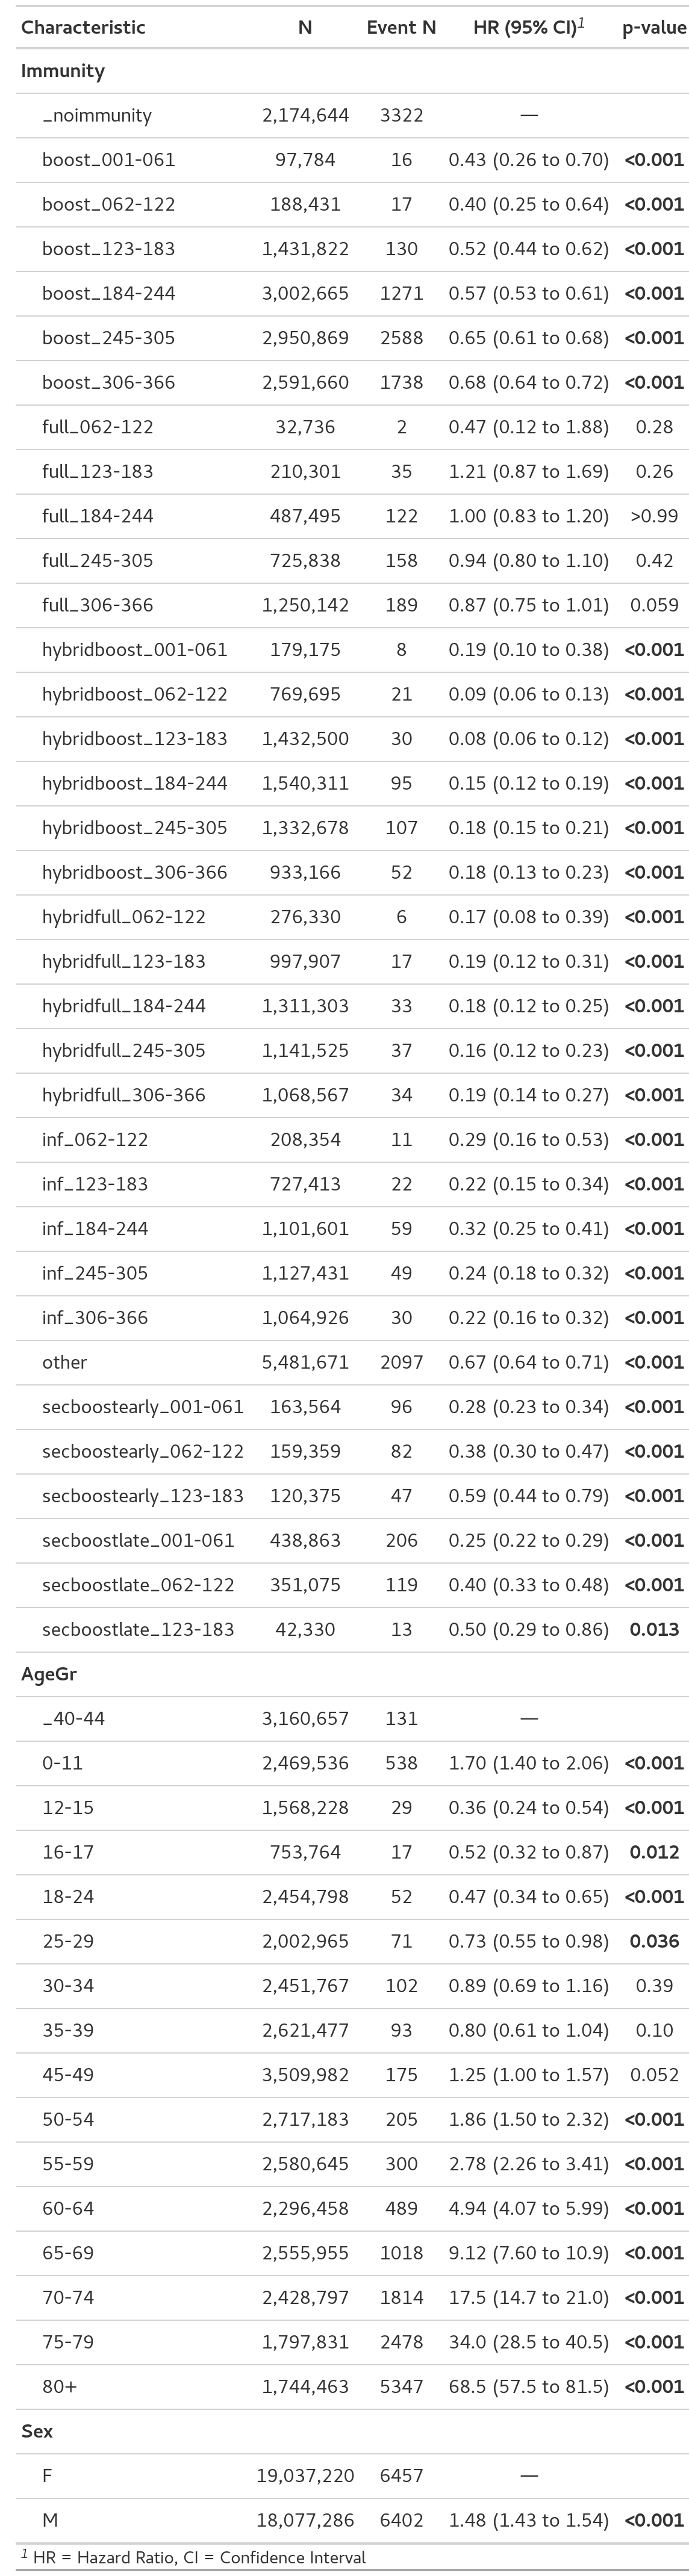 Characteristic N Event N HR (95% CI)1 p-value
Immunity
_noimmunity 2,174,644 3322 —
boost_001-061 97,784 16 0.43 (0.26 to 0.70) <0.001
boost_062-122 188,431 17 0.40 (0.25 to 0.64) <0.001
boost_123-183 1,431,822 130 0.52 (0.44 to 0.62) <0.001
boost_184-244 3,002,665 1271 0.57 (0.53 to 0.61) <0.001
boost_245-305 2,950,869 2588 0.65 (0.61 to 0.68) <0.001
boost_306-366 2,591,660 1738 0.68 (0.64 to 0.72) <0.001
full_062-122 32,736 2 0.47 (0.12 to 1.88) 0.28
full_123-183 210,301 35 1.21 (0.87 to 1.69) 0.26
full_184-244 487,495 122 1.00 (0.83 to 1.20) >0.99
full_245-305 725,838 158 0.94 (0.80 to 1.10) 0.42
full_306-366 1,250,142 189 0.87 (0.75 to 1.01) 0.059
hybridboost_001-061 179,175 8 0.19 (0.10 to 0.38) <0.001
hybridboost_062-122 769,695 21 0.09 (0.06 to 0.13) <0.001
hybridboost_123-183 1,432,500 30 0.08 (0.06 to 0.12) <0.001
hybridboost_184-244 1,540,311 95 0.15 (0.12 to 0.19) <0.001
hybridboost_245-305 1,332,678 107 0.18 (0.15 to 0.21) <0.001
hybridboost_306-366 933,166 52 0.18 (0.13 to 0.23) <0.001
hybridfull_062-122 276,330 6 0.17 (0.08 to 0.39) <0.001
hybridfull_123-183 997,907 17 0.19 (0.12 to 0.31) <0.001
hybridfull_184-244 1,311,303 33 0.18 (0.12 to 0.25) <0.001
hybridfull_245-305 1,141,525 37 0.16 (0.12 to 0.23) <0.001
hybridfull_306-366 1,068,567 34 0.19 (0.14 to 0.27) <0.001
inf_062-122 208,354 11 0.29 (0.16 to 0.53) <0.001
inf_123-183 727,413 22 0.22 (0.15 to 0.34) <0.001
inf_184-244 1,101,601 59 0.32 (0.25 to 0.41) <0.001
inf_245-305 1,127,431 49 0.24 (0.18 to 0.32) <0.001
inf_306-366 1,064,926 30 0.22 (0.16 to 0.32) <0.001
other 5,481,671 2097 0.67 (0.64 to 0.71) <0.001
secboostearly_001-061 163,564 96 0.28 (0.23 to 0.34) <0.001
secboostearly_062-122 159,359 82 0.38 (0.30 to 0.47) <0.001
secboostearly_123-183 120,375 47 0.59 (0.44 to 0.79) <0.001
secboostlate_001-061 438,863 206 0.25 (0.22 to 0.29) <0.001
secboostlate_062-122 351,075 119 0.40 (0.33 to 0.48) <0.001
secboostlate_123-183 42,330 13 0.50 (0.29 to 0.86) 0.013
AgeGr
_40-44 3,160,657 131 —
0-11 2,469,536 538 1.70 (1.40 to 2.06) <0.001
12-15 1,568,228 29 0.36 (0.24 to 0.54) <0.001
16-17 753,764 17 0.52 (0.32 to 0.87) 0.012
18-24 2,454,798 52 0.47 (0.34 to 0.65) <0.001
25-29 2,002,965 71 0.73 (0.55 to 0.98) 0.036
30-34 2,451,767 102 0.89 (0.69 to 1.16) 0.39
35-39 2,621,477 93 0.80 (0.61 to 1.04) 0.10
45-49 3,509,982 175 1.25 (1.00 to 1.57) 0.052
50-54 2,717,183 205 1.86 (1.50 to 2.32) <0.001
55-59 2,580,645 300 2.78 (2.26 to 3.41) <0.001
60-64 2,296,458 489 4.94 (4.07 to 5.99) <0.001
65-69 2,555,955 1018 9.12 (7.60 to 10.9) <0.001
70-74 2,428,797 1814 17.5 (14.7 to 21.0) <0.001
75-79 1,797,831 2478 34.0 (28.5 to 40.5) <0.001
80+ 1,744,463 5347 68.5 (57.5 to 81.5) <0.001
Sex
F 19,037,220 6457 —
M 18,077,286 6402 1.48 (1.43 to 1.54) <0.001
1 HR = Hazard Ratio, CI = Confidence Interval